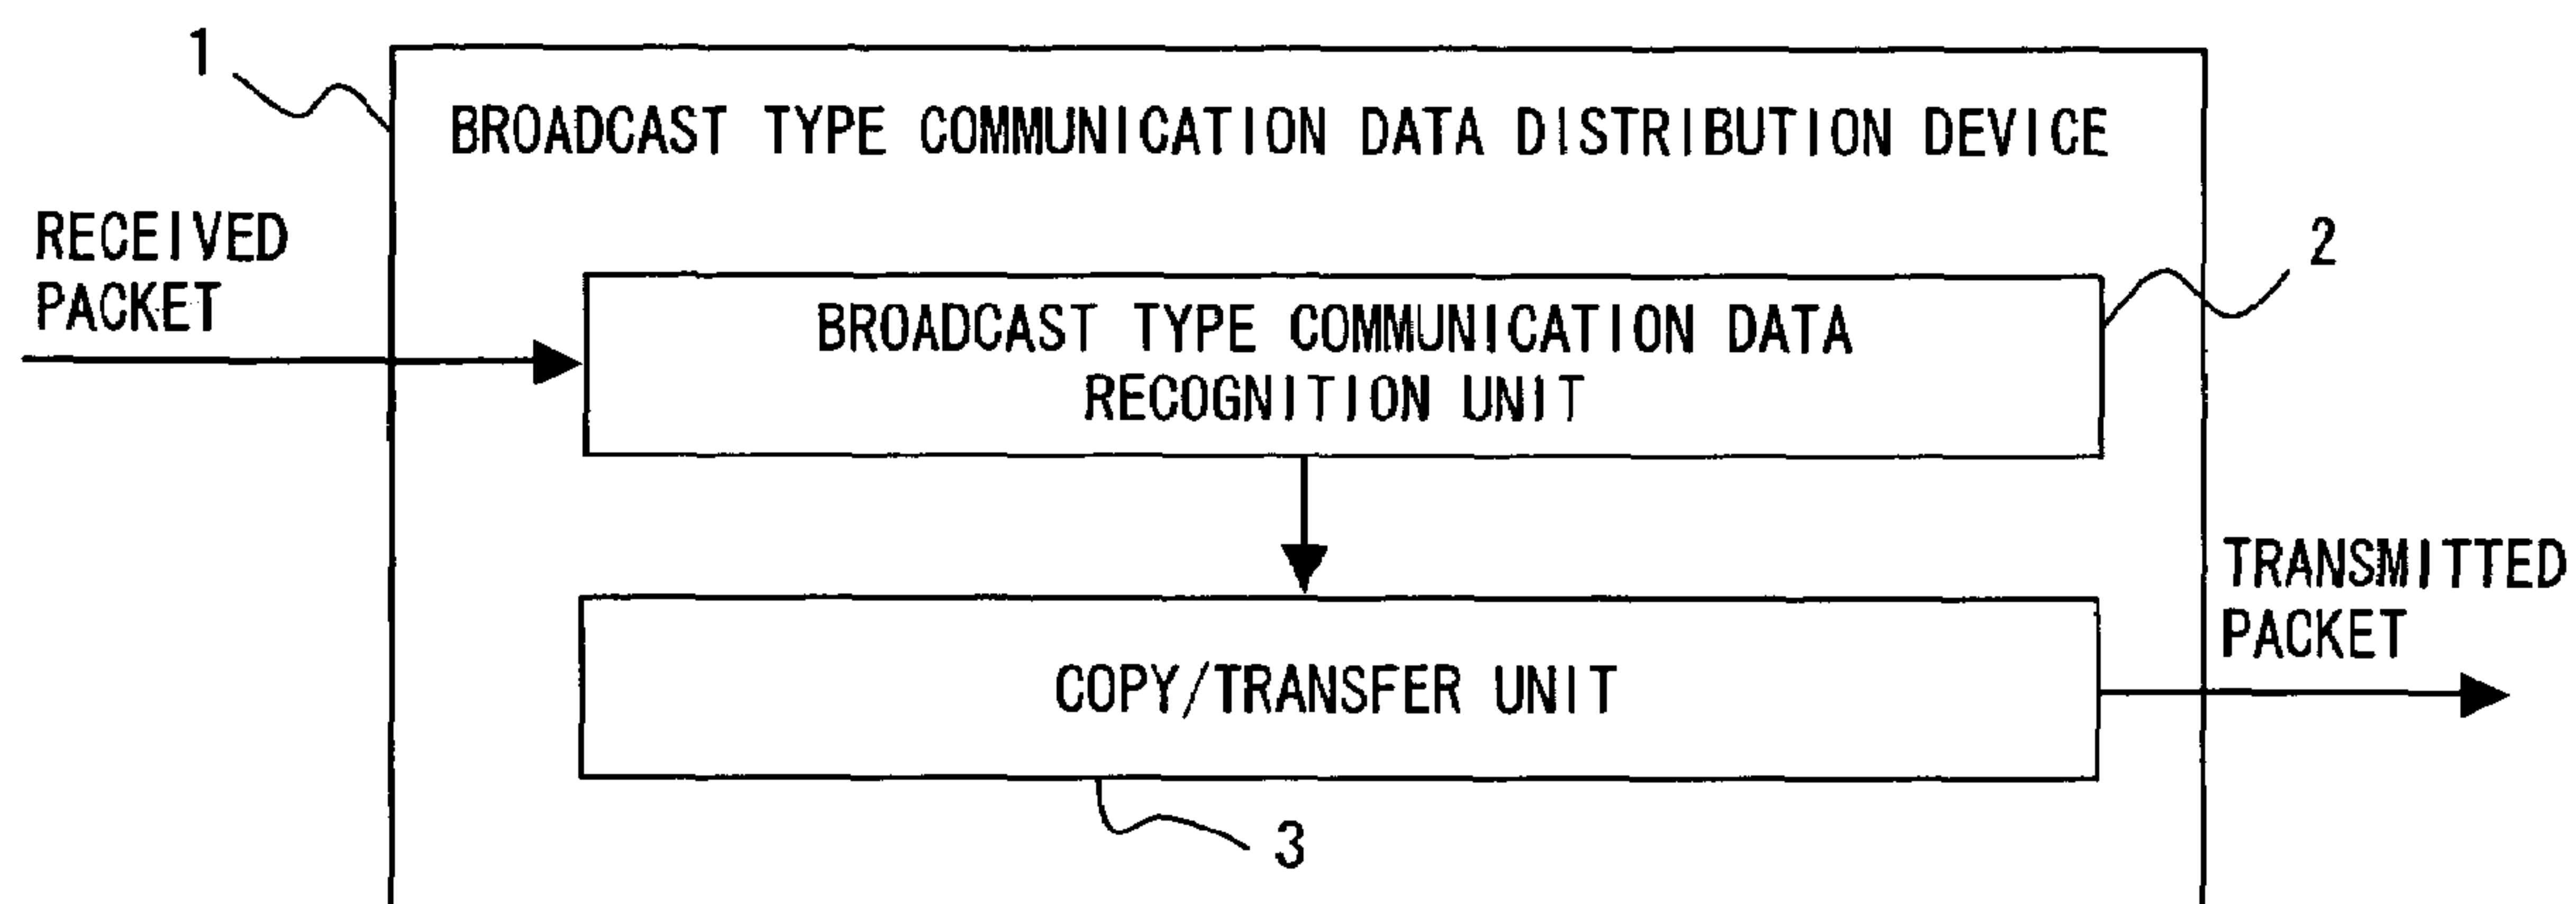 1
BROADCAST TYPE COMMUNICATION DATA DISTRIBUTION DEVICE
RECEIVED
PACKET
2
BROADCAST TYPE COMMUNICATION DATA
RECOGNITION UNIT
TRANSMITTED
PACKET
COPY/TRANSFER UNIT
3